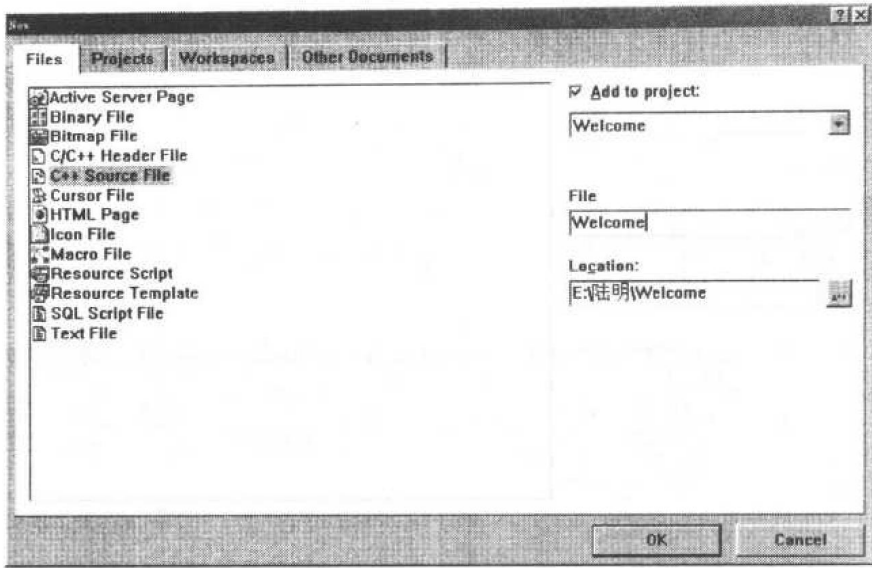 New
Files Projects Workspaces Other Documents
Active Server Page
Binary File
Bitmap File
C/C++ Header File
C++ Source File
Cursor File
HTML Page
Icon File
Macro File
Resource Script
Resource Template
SQL Script File
Text File
Add to project:
Welcome
File
Welcome
Location:
E:\陆明\Welcome
OK Cancel